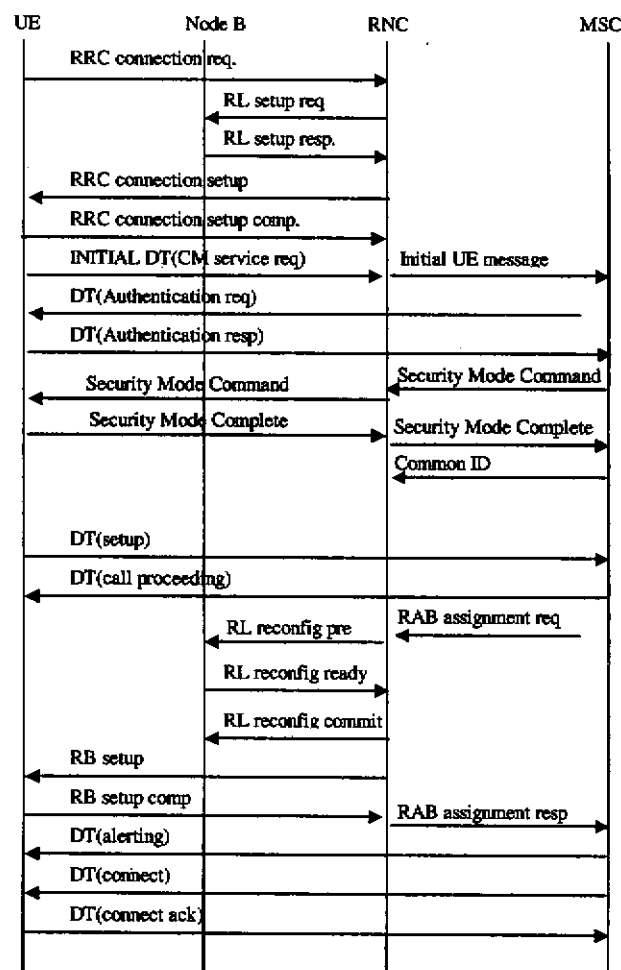 UE Node B RNC MSC
RRC connection req.
RL setup req
RL setup resp.
RRC connection setup
RRC connection setup comp.
INITIAL DT(CM service req) Initial UE message
DT(Authentication req)
DT(Authentication resp)
Security Mode Command Security Mode Command
Security Mode Complete Security Mode Complete
Common ID
DT(setup)
DT(call proceeding)
RL reconfig pre RAB assignment req
RL reconfig ready
RL reconfig commit
RB setup
RB setup comp RAB assignment resp
DT(alerting)
DT(connect)
DT(connect ack)